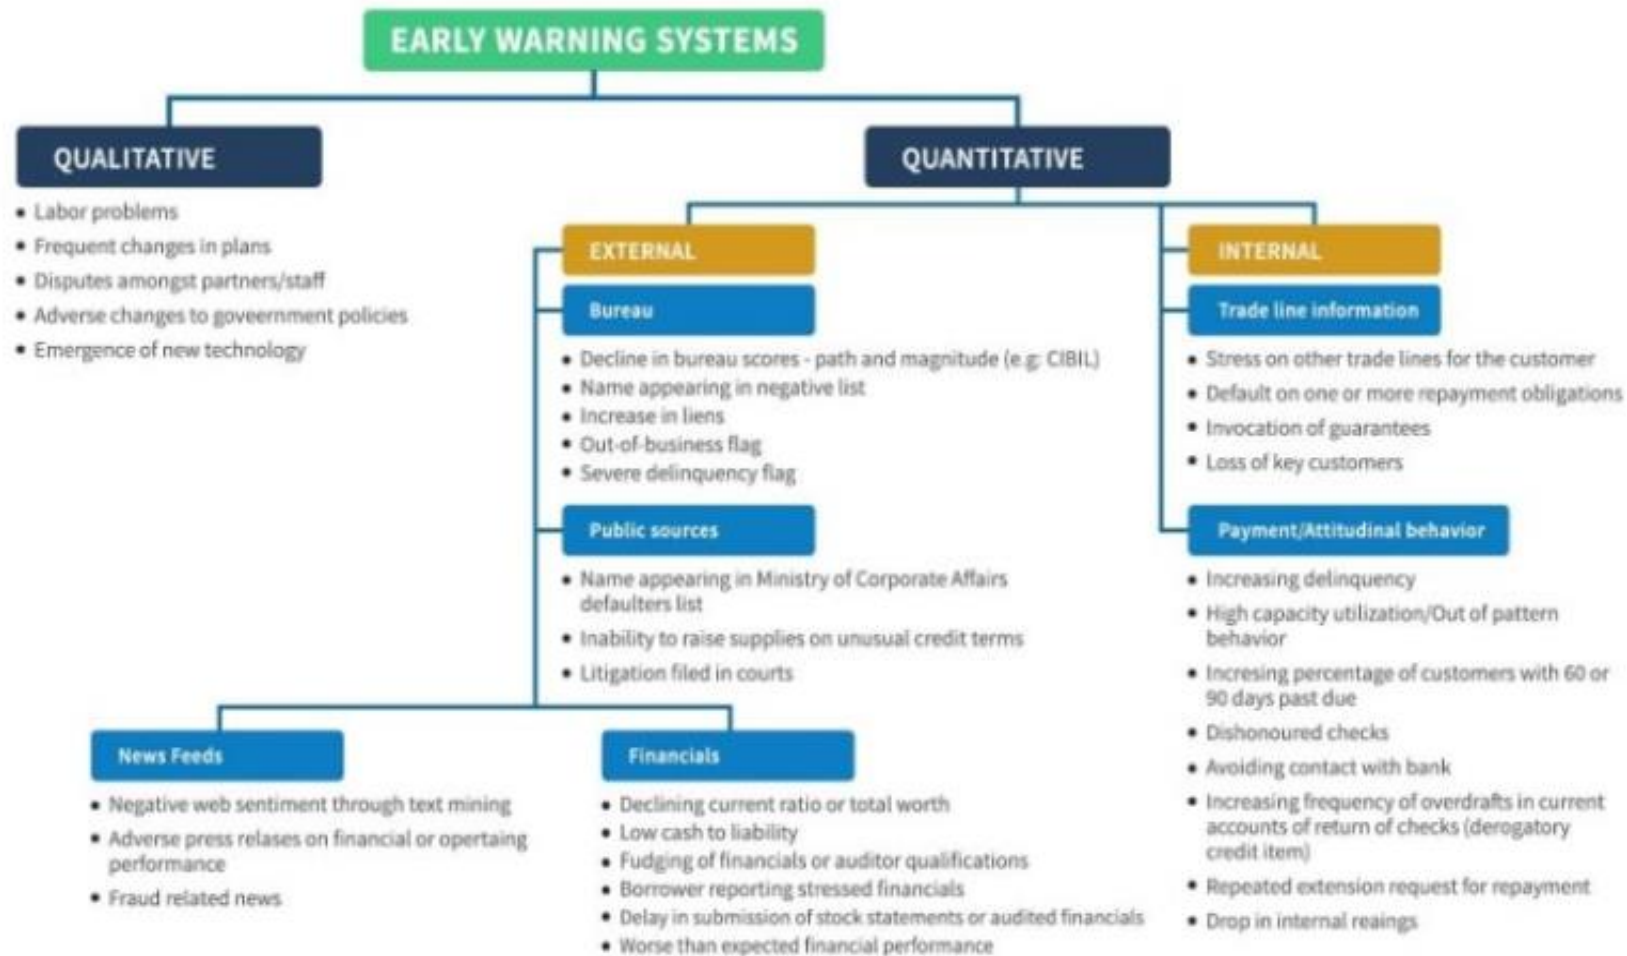 EARLY WARNING SYSTEMS
QUALITATIVE
• Labor problems
• Frequent changes in plans
• Disputes amongst partners/staff
• Adverse changes to goveernment policies
• Emergence of new technology
QUANTITATIVE
EXTERNAL
Bureau
• Decline in bureau scores - path and magnitude (e.g: CIBIL)
• Name appearing in negative list
• Increase in liens
• Out-of-business flag
• Severe delinquency flag
Public sources
• Name appearing in Ministry of Corporate Affairs
defaulters list
• Inability to raise supplies on unusual credit terms
• Litigation filed in courts
News Feeds
• Negative web sentiment through text mining
• Adverse press relases on financial or opertaing
performance
• Fraud related news
Financials
• Declining current ratio or total worth
• Low cash to liability
• Fudging of financials or auditor qualifications
• Borrower reporting stressed financials
• Delay in submission of stock statements or audited financials
• Worse than expected financial performance
INTERNAL
Trade line information
• Stress on other trade lines for the customer
• Default on one or more repayment obligations
• Invocation of guarantees
• Loss of key customers
Payment/Attitudinal behavior
• Increasing delinquency
• High capacity utilization/Out of pattern
behavior
• Incresing percentage of customers with 60 or
90 days past due
• Dishonoured checks
• Avoiding contact with bank
• Increasing frequency of overdrafts in current
accounts of return of checks (derogatory
credit item)
• Repeated extension request for repayment
• Drop in internal reaings